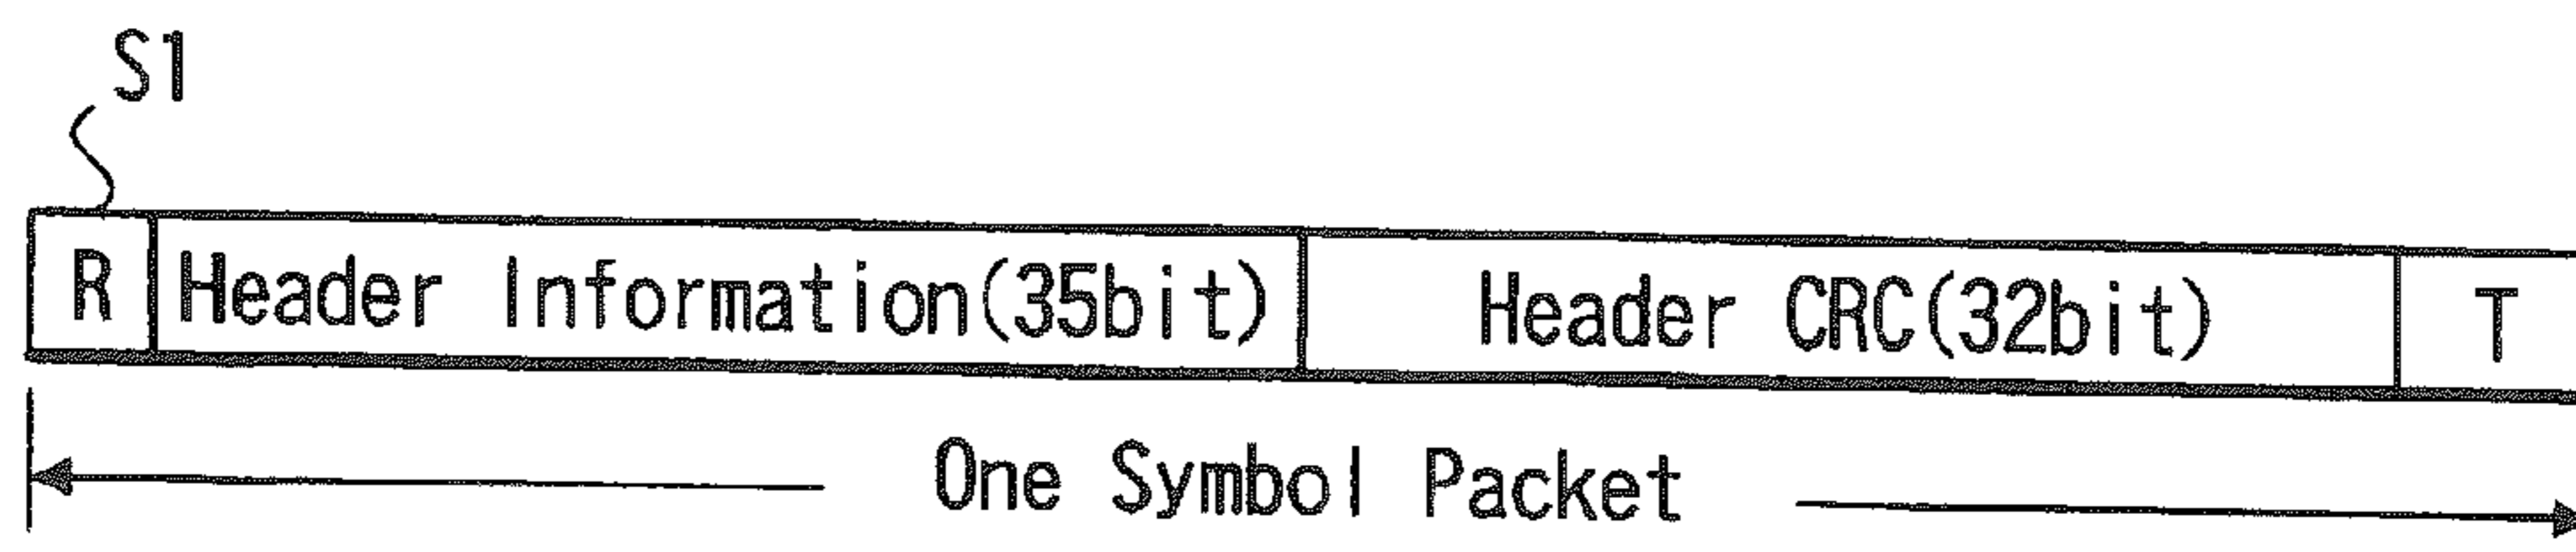 S1
R Header Information(35bit) Header CRC(32bit) T
One Symbol Packet